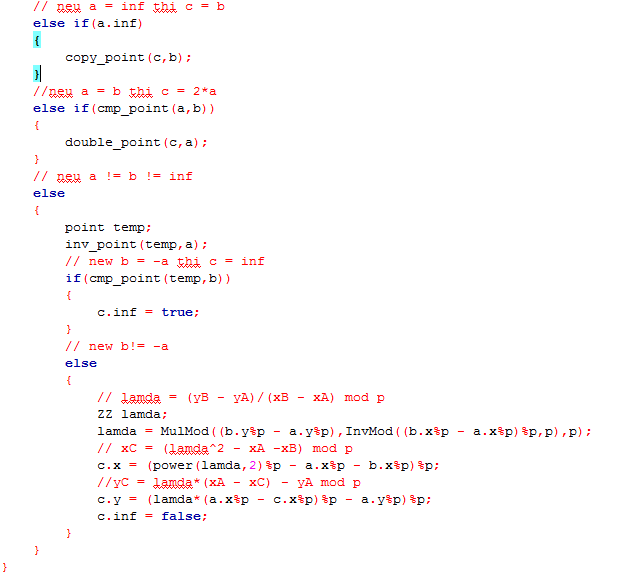 // neu a = inf thi c = b
else if(a.inf)
{
copy_point(c,b);
}
//neu a = b thi c = 2*a
else if(cmp_point(a,b))
{
double_point(c,a);
}
// neu a != b != inf
else
{
point temp;
inv_point(temp,a);
// new b = -a thi c = inf
if(cmp_point(temp,b))
{
c.inf = true;
}
// new b!= -a
else
{
// lamda = (yB - yA)/(xB - xA) mod p
ZZ lamda;
lamda = MulMod((b.y%p - a.y%p),InvMod((b.x%p - a.x%p)%p,p),p);
// xC = (lamda^2 - xA -xB) mod p
c.x = (power(lamda,2)%p - a.x%p - b.x%p)%p;
//yC = lamda*(xA - xC) - yA mod p
c.y = (lamda*(a.x%p - c.x%p)%p - a.y%p)%p;
c.inf = false;
}
}
}